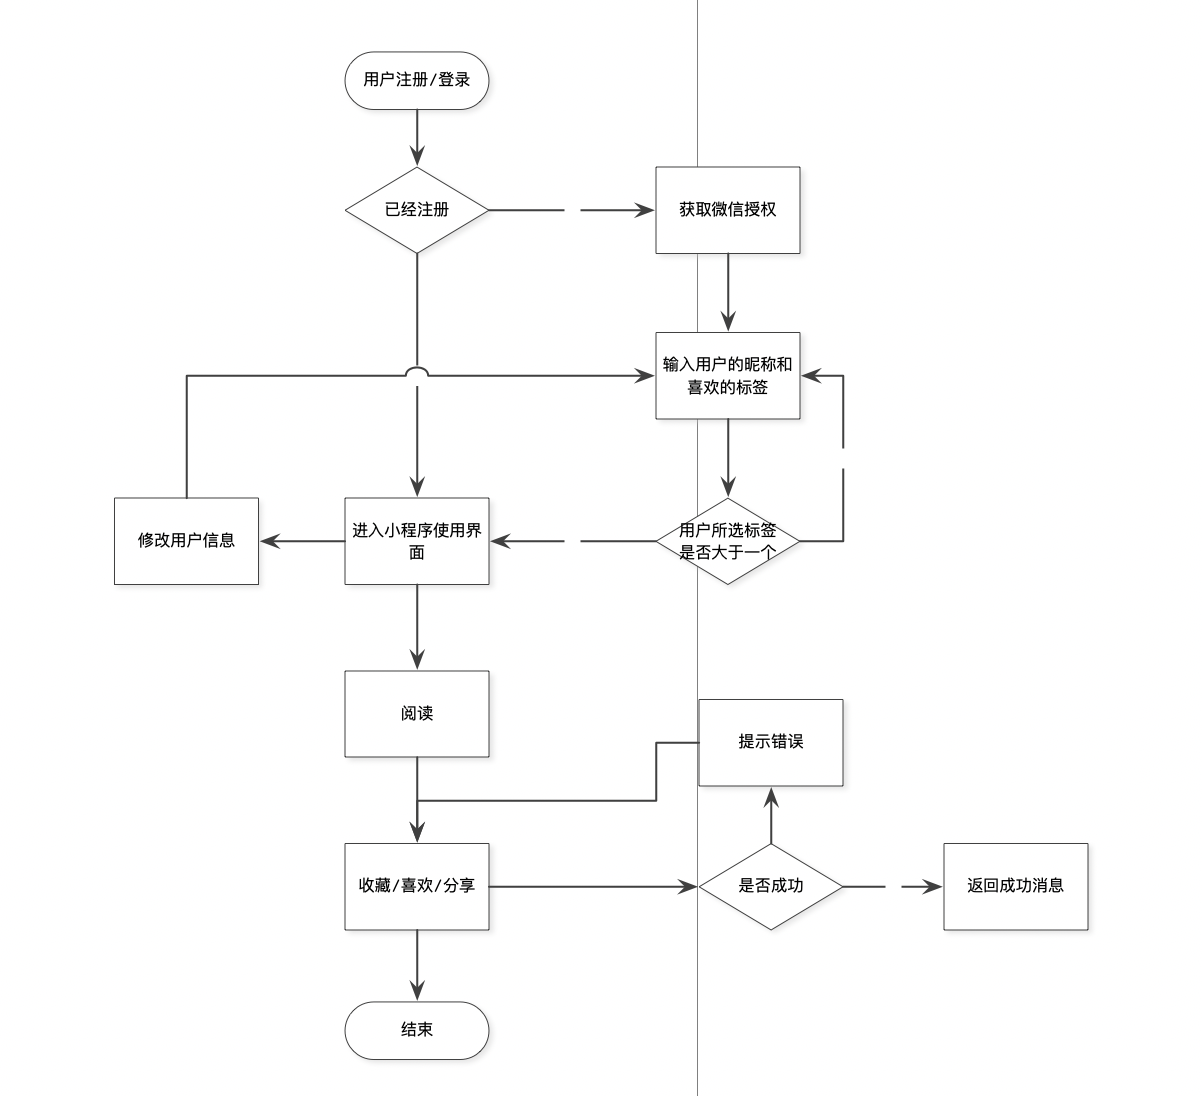 用户注册/登录
已经注册
获取微信授权
输入用户的昵称和
喜欢的标签
修改用户信息
进入小程序使用界
面
用户所选标签
是否大于一个
阅读
提示错误
收藏/喜欢/分享
是否成功
返回成功消息
结束